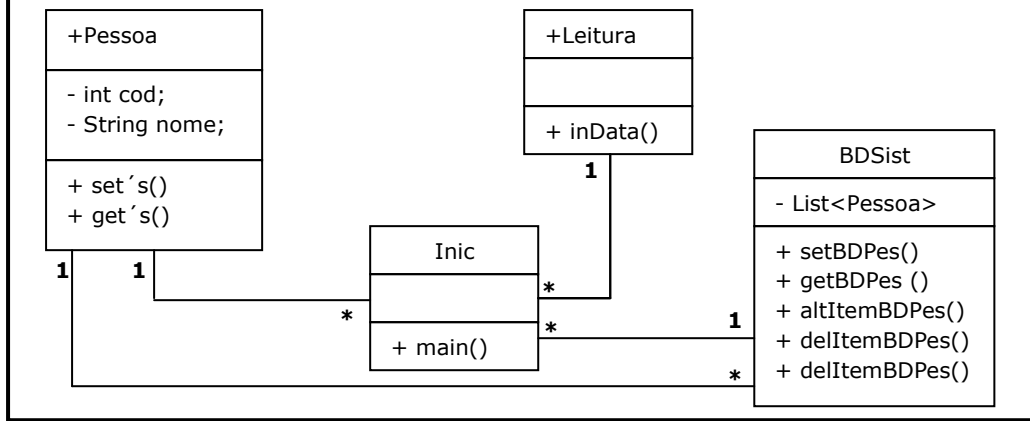 +Pessoa
- int cod;
- String nome;
+ set´s()
+ get´s()
+Leitura
+ inData()
1
BDSist
- List<Pessoa>
+ setBDPes()
+ getBDPes ()
+ altItemBDPes()
+ delItemBDPes()
+ delItemBDPes()
1
1
Inic
+ main()
*
*
*
1
*